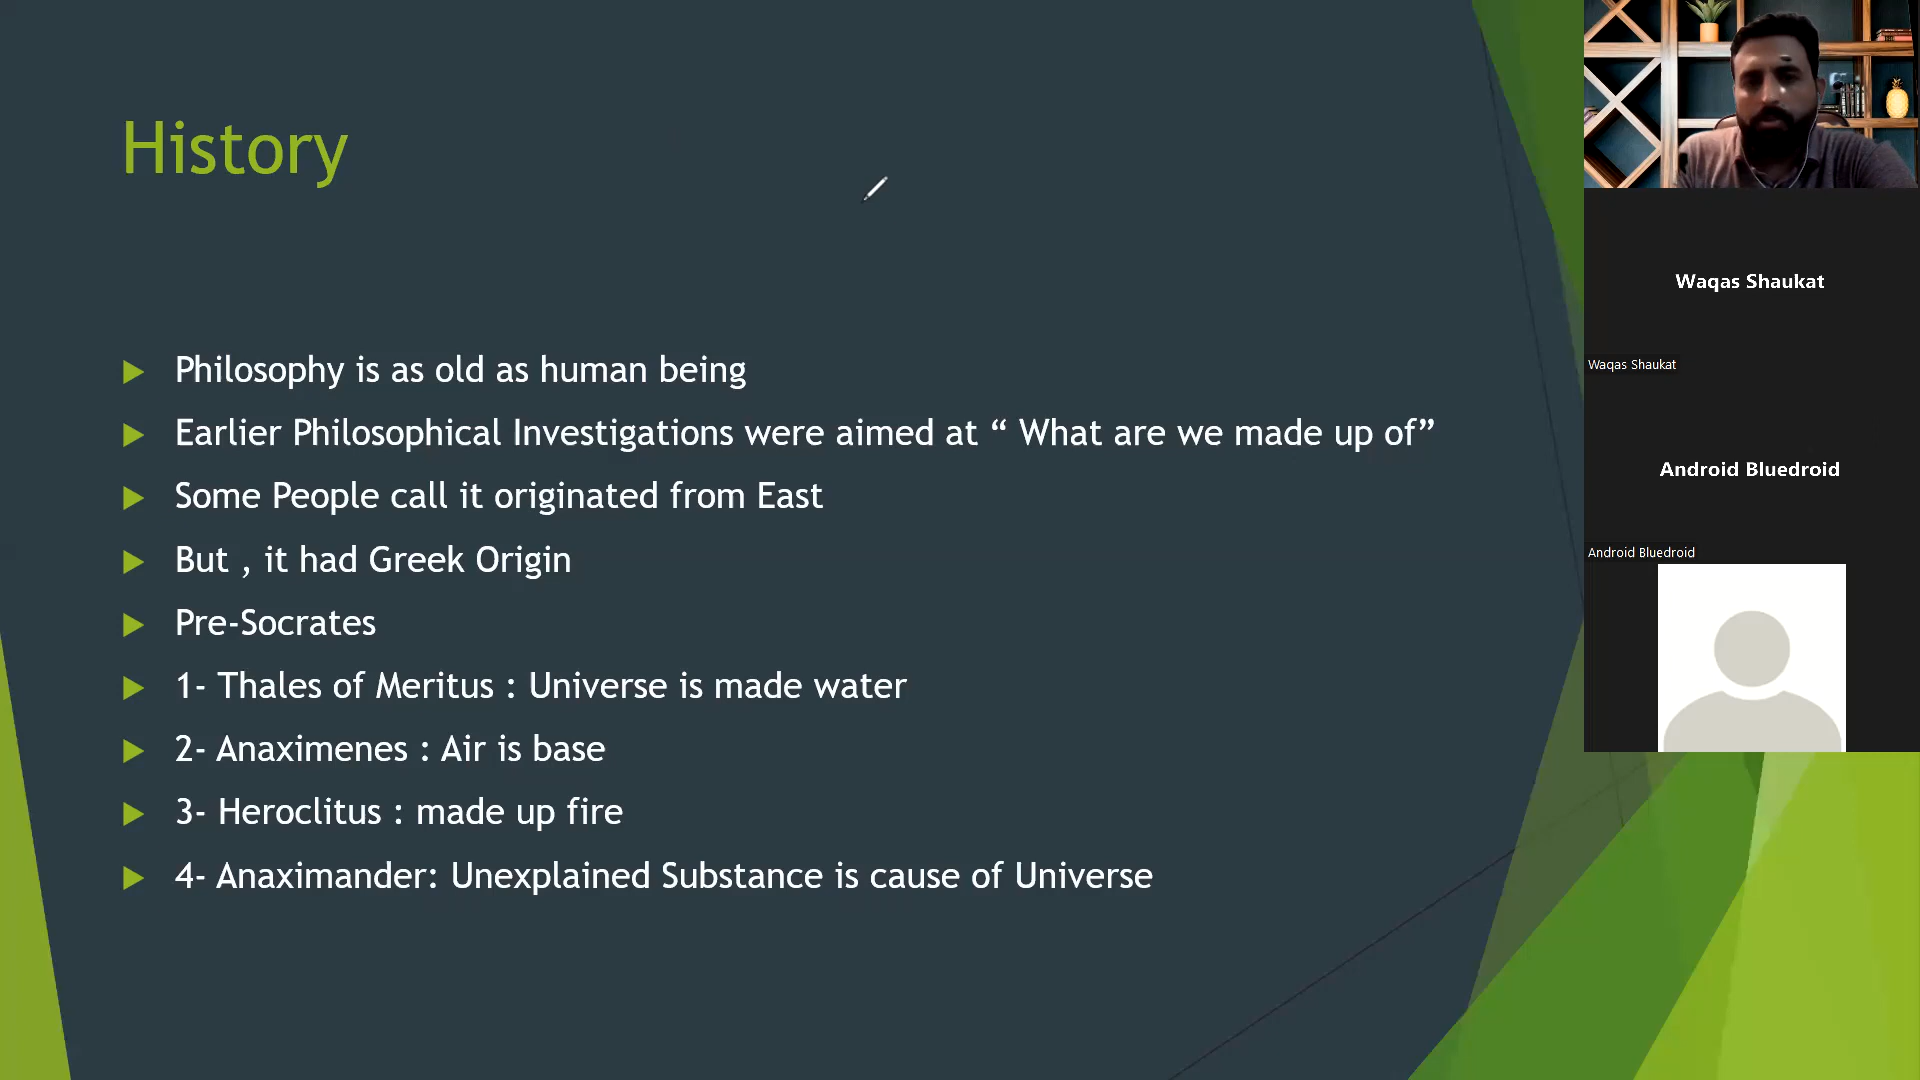 History
Philosophy is as old as human being
Earlier Philosophical Investigations were aimed at “ What are we made up of”
Some People call it originated from East
But , it had Greek Origin
Pre-Socrates
1- Thales of Meritus : Universe is made water
2- Anaximenes : Air is base
3- Heroclitus : made up fire
4- Anaximander: Unexplained Substance is cause of Universe
Waqas Shaukat
Waqas Shaukat
Android Bluedroid
Android Bluedroid